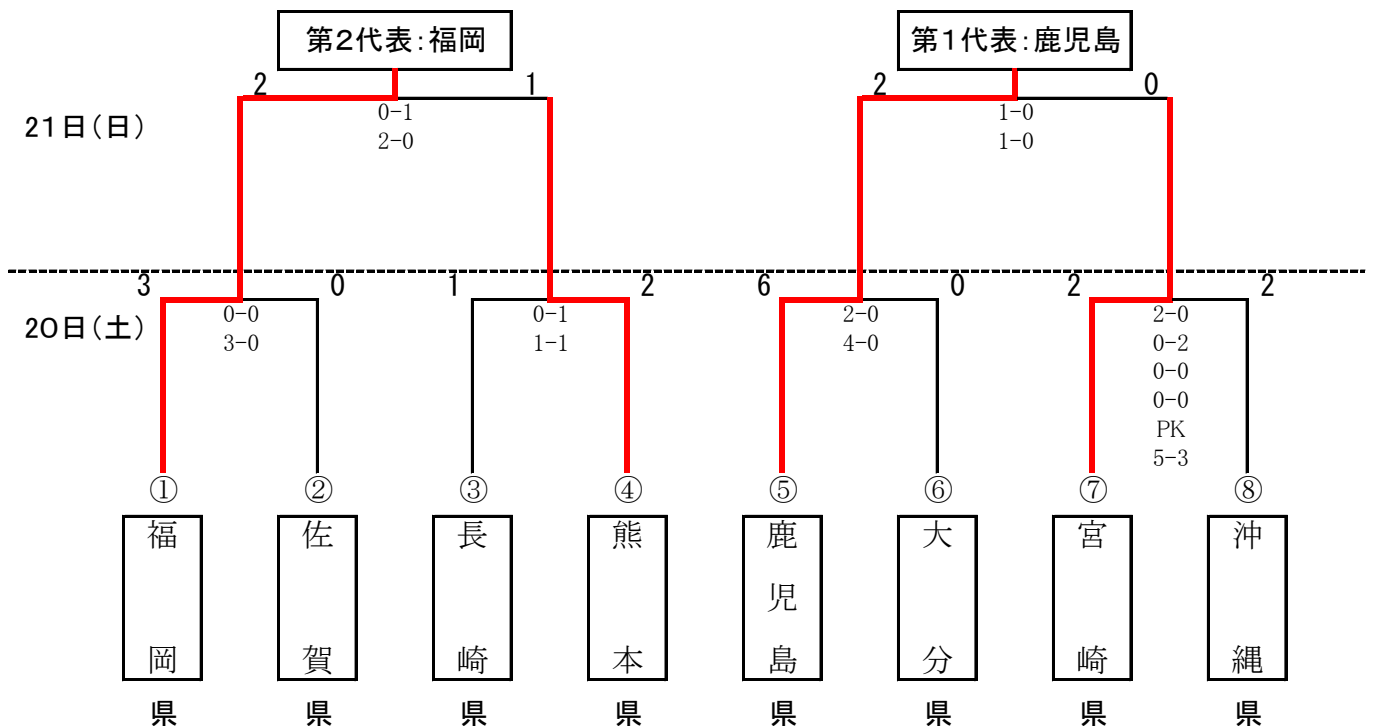 第2代表：福岡
第1代表：鹿児島
2
1
2
0
21日（日）
0-1
2-0
1-0
1-0
3
0
1
2
6
0
2
2
20日（土）
0-0
3-0
0-1
1-1
2-0
4-0
2-0
0-2
0-0
0-0
PK
5-3
①
②
③
④
⑤
⑥
⑦
⑧
福岡
佐賀
長崎
熊本
鹿児島
大分
宮崎
沖縄
県
県
県
県
県
県
県
県